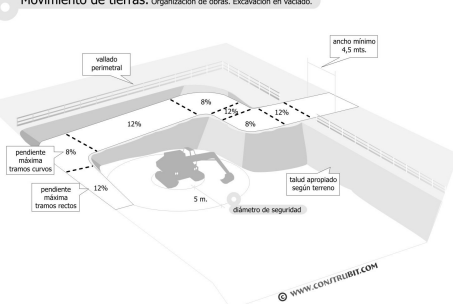 Movimiento de tierras. Organización de obras. Excavación en vaciado.
ancho mínimo
4,5 mts.
vallado
perimetral
8%
12%
12%
12%
8%
pendiente
máxima
tramos curvos
8%
pendiente
máxima
tramos rectos
12%
talud apropiado
según terreno
5 m.
diámetro de seguridad
© WWW.CONSTRUBIT.COM